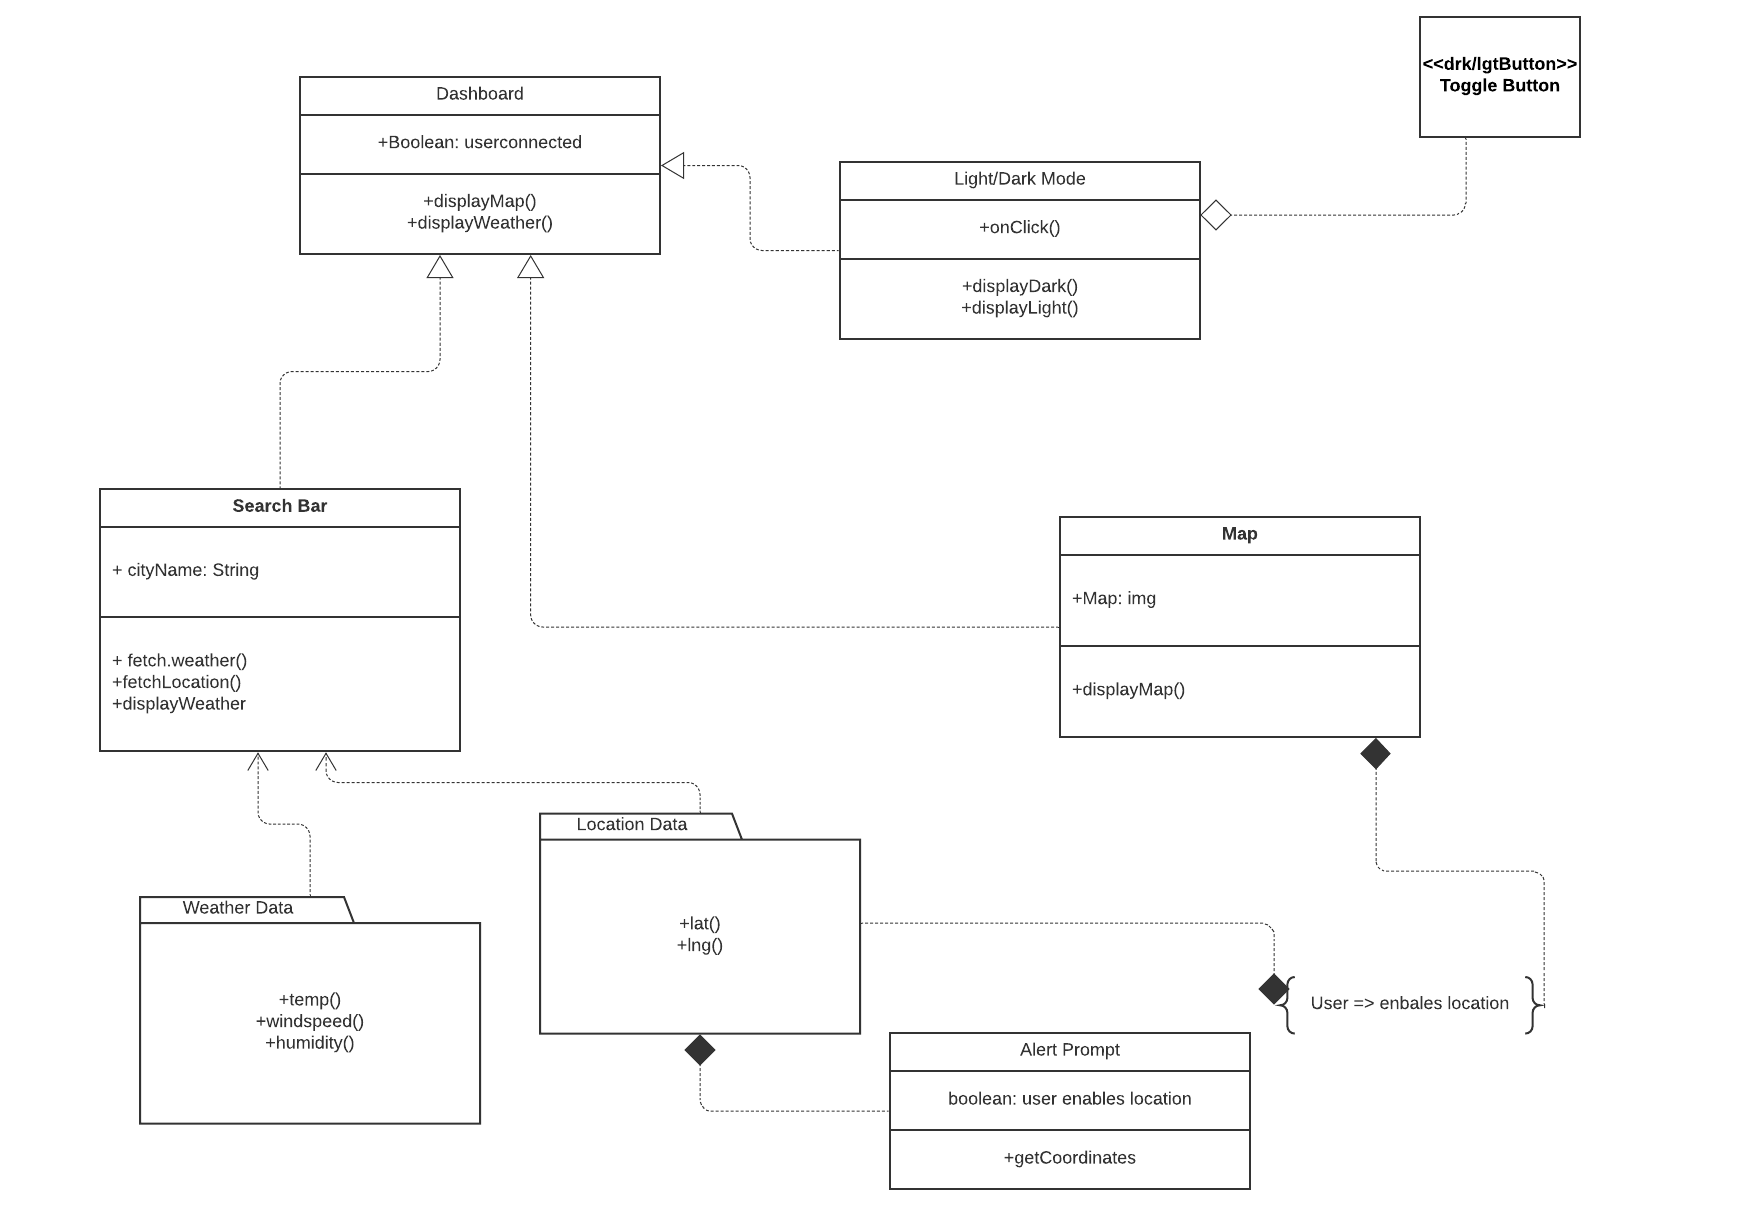 <<drk/lgtButton>>
Toggle Button
Dashboard
+Boolean: userconnected
+displayMap()
+displayWeather()
Light/Dark Mode
+onClick()
+displayDark()
+displayLight()
Search Bar
+ cityName: String
+ fetch.weather()
+fetchLocation()
+displayWeather
Map
+Map: img
+displayMap()
Location Data
+lat()
+lng()
Weather Data
+temp()
+windspeed()
+humidity()
User => enbales location
Alert Prompt
boolean: user enables location
+getCoordinates